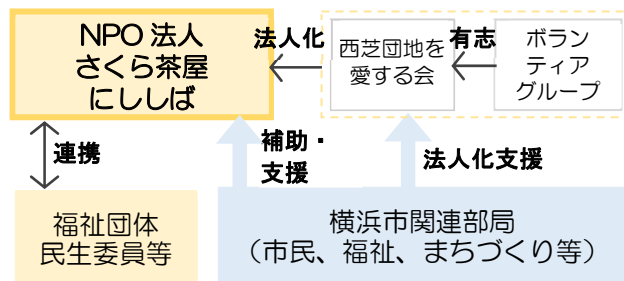 NPO 法人
さくら茶屋
にししば
法人化
西芝団地を
愛する会
有志
ボラン
ティア
グループ
連携
補助・
支援
法人化支援
福祉団体
民生委員等
横浜市関連部局
（市民、福祉、まちづくり等）